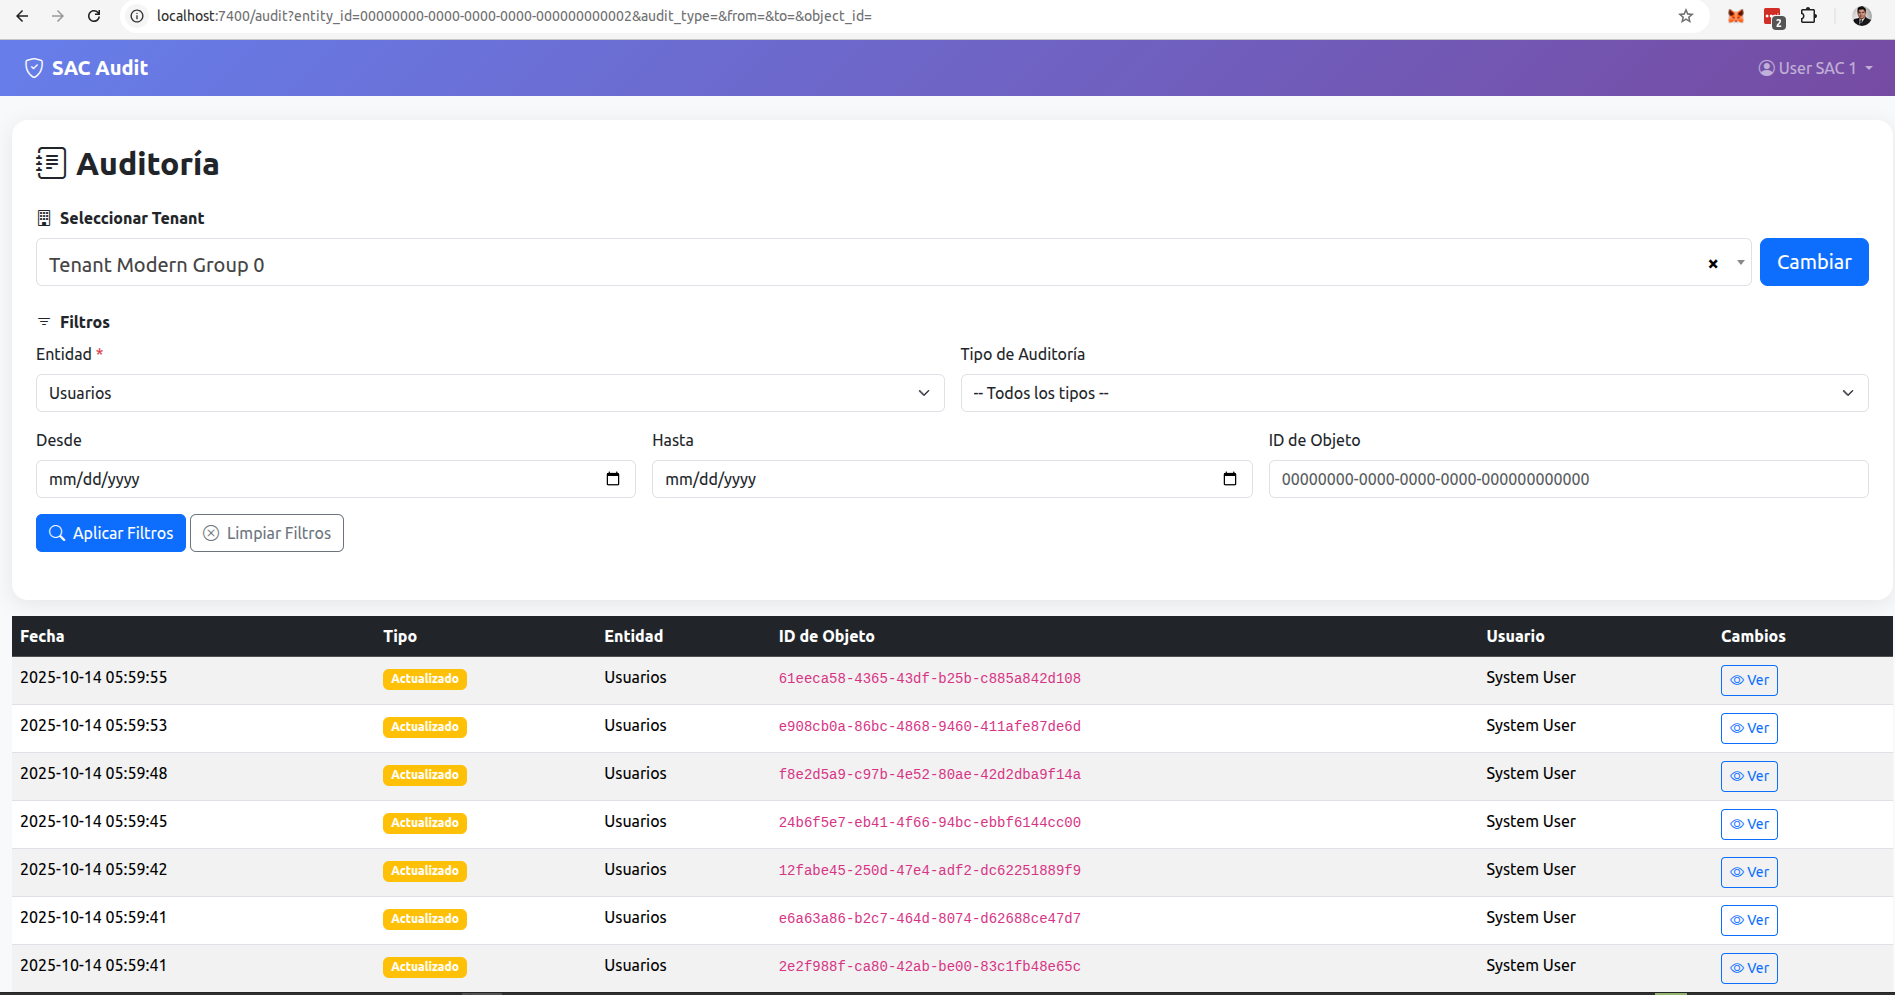 localhost:7400/audit?entity_id=00000000-0000-0000-0000-000000000002&audit_type=&from=&to=&object_id=
2
SAC Audit
User SAC 1
Auditoría
Seleccionar Tenant
Tenant Modern Group 0
Cambiar
Filtros
Entidad * Tipo de Auditoría
Usuarios -- Todos los tipos --
Desde Hasta ID de Objeto
mm/dd/yyyy mm/dd/yyyy 00000000-0000-0000-0000-000000000000
Aplicar Filtros Limpiar Filtros
Fecha Tipo Entidad ID de Objeto Usuario Cambios
2025-10-14 05:59:55 Actualizado Usuarios 61eeca58-4365-43df-b25b-c885a842d108 System User Ver
2025-10-14 05:59:53 Actualizado Usuarios e908cb0a-86bc-4868-9460-411afe87de6d System User Ver
2025-10-14 05:59:48 Actualizado Usuarios f8e2d5a9-c97b-4e52-80ae-42d2dba9f14a System User Ver
2025-10-14 05:59:45 Actualizado Usuarios 24b6f5e7-eb41-4f66-94bc-ebbf6144cc00 System User Ver
2025-10-14 05:59:42 Actualizado Usuarios 12fabe45-250d-47e4-adf2-dc62251889f9 System User Ver
2025-10-14 05:59:41 Actualizado Usuarios e6a63a86-b2c7-464d-8074-d62688ce47d7 System User Ver
2025-10-14 05:59:41 Actualizado Usuarios 2e2f988f-ca80-42ab-be00-83c1fb48e65c System User Ver